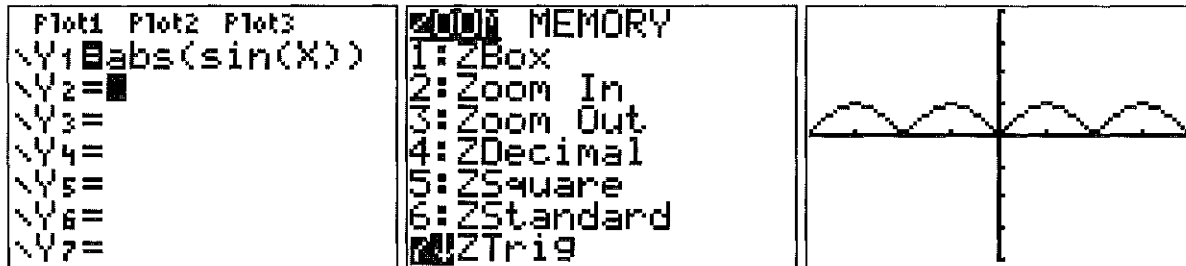 Plot1 Plot2 Plot3
\Y1=abs(sin(X))
\Y2=
\Y3=
\Y4=
\Y5=
\Y6=
\Y7=
ZOOM MEMORY
1:ZBox
2:Zoom In
3:Zoom Out
4:ZDecimal
5:ZSquare
6:ZStandard
7↓ZTrig